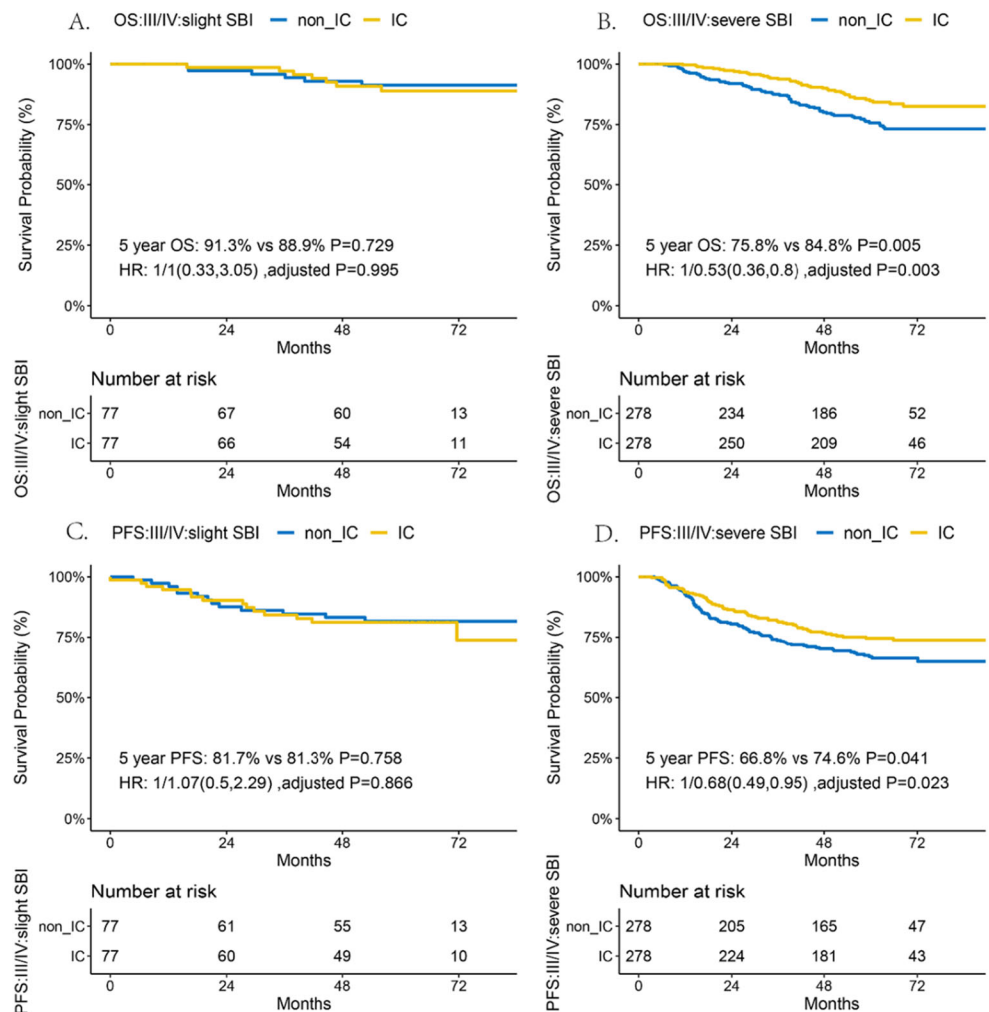 A. OS:III/IV:slight SBI non_IC IC
Survival Probability (%)
100%
75%
50%
25%
0%
5 year OS: 91.3% vs 88.9% P=0.729
HR: 1/1(0.33,3.05) ,adjusted P=0.995
0 24 48 72
Months
OS:III/IV:slight SBI
Number at risk
non_IC 77 67 60 13
IC 77 66 54 11
0 24 48 72
Months
B. OS:III/IV:severe SBI non_IC IC
Survival Probability (%)
100%
75%
50%
25%
0%
5 year OS: 75.8% vs 84.8% P=0.005
HR: 1/0.53(0.36,0.8) ,adjusted P=0.003
0 24 48 72
Months
OS:III/IV:severe SBI
Number at risk
non_IC 278 234 186 52
IC 278 250 209 46
0 24 48 72
Months
C. PFS:III/IV:slight SBI non_IC IC
Survival Probability (%)
100%
75%
50%
25%
0%
5 year PFS: 81.7% vs 81.3% P=0.758
HR: 1/1.07(0.5,2.29) ,adjusted P=0.866
0 24 48 72
Months
PFS:III/IV:slight SBI
Number at risk
non_IC 77 61 55 13
IC 77 60 49 10
0 24 48 72
Months
D. PFS:III/IV:severe SBI non_IC IC
Survival Probability (%)
100%
75%
50%
25%
0%
5 year PFS: 66.8% vs 74.6% P=0.041
HR: 1/0.68(0.49,0.95) ,adjusted P=0.023
0 24 48 72
Months
PFS:III/IV:severe SBI
Number at risk
non_IC 278 205 165 47
IC 278 224 181 43
0 24 48 72
Months